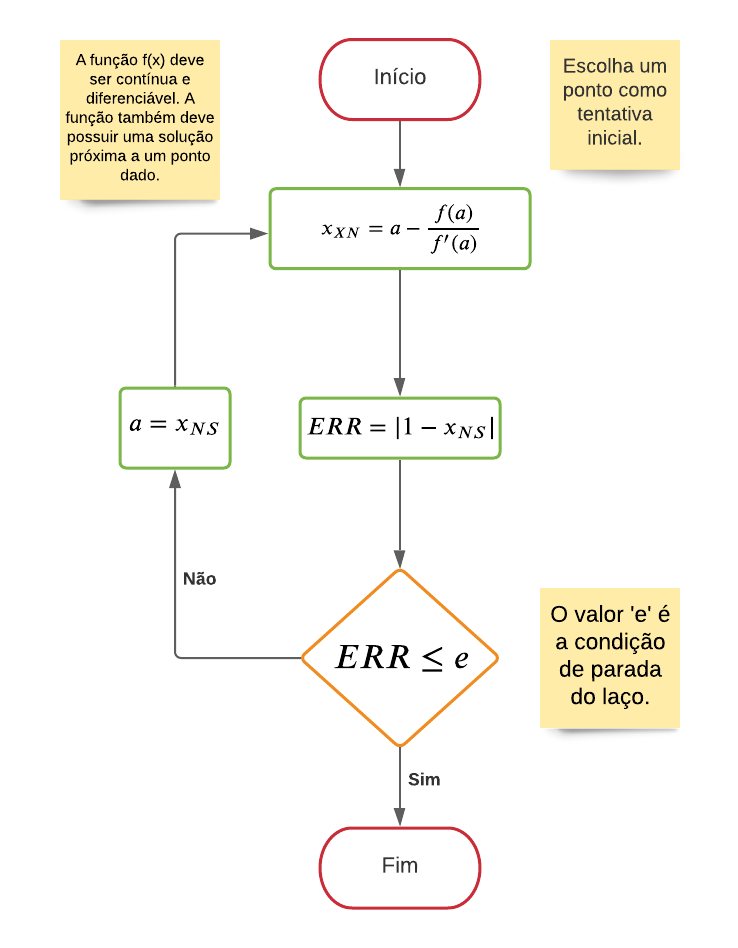 A função f(x) deve
ser contínua e
diferenciável. A
função também deve
possuir uma solução
próxima a um ponto
dado.
Início
Escolha um
ponto como
tentativa
inicial.
x_{XN} = a - \frac{f(a)}{f'(a)}
a = x_{NS}
ERR = |1 - x_{NS}|
Não
ERR ≤ e
O valor 'e' é
a condição
de parada
do laço.
Sim
Fim